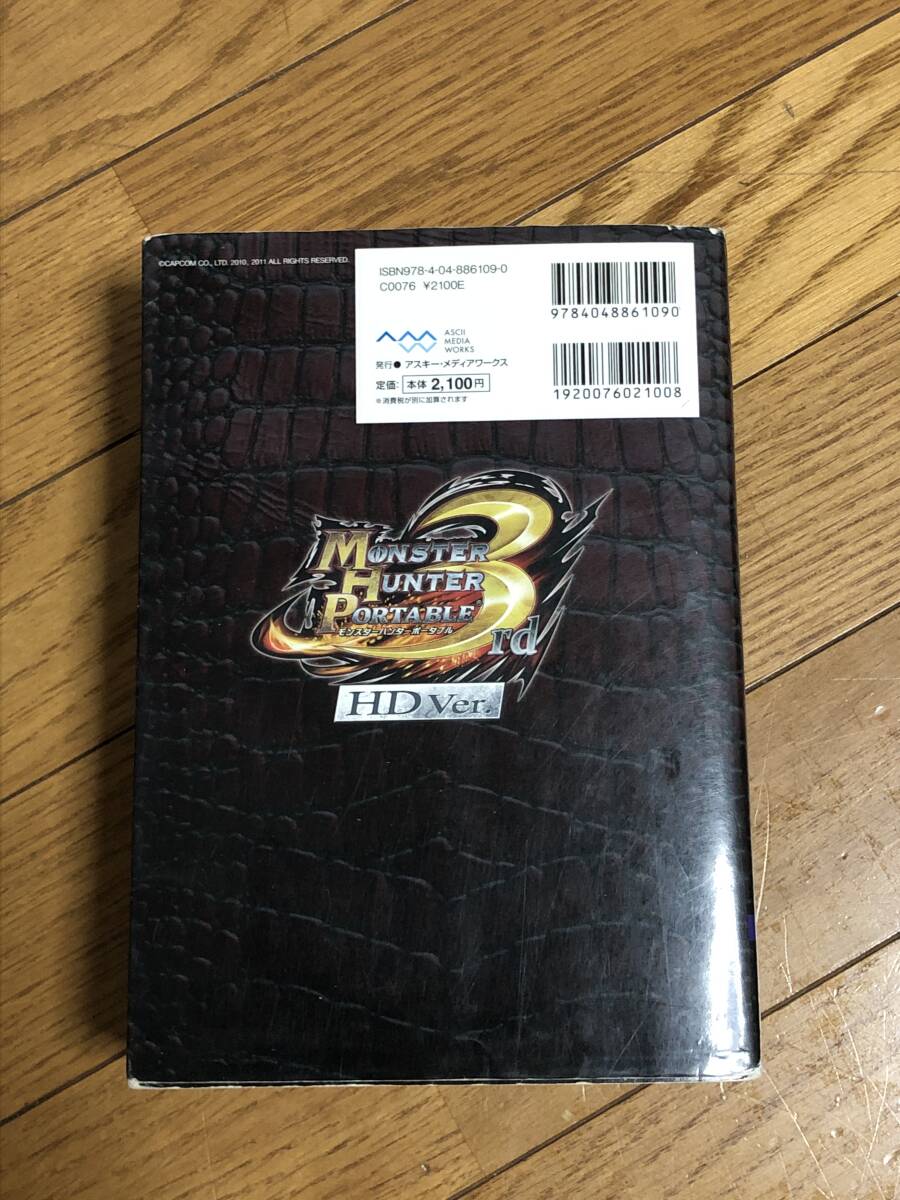 ©CAPCOM CO., LTD. 2010, 2011 ALL RIGHTS RESERVED.
ISBN978-4-04-886109-0
C0076 ¥2100E
ASCII
MEDIA
WORKS
発行●アスキー・メディアワークス
定価:本体2,100円
※消費税が別に加算されます
9784048861090
1920076021008
MONSTER
HUNTER
PORTABLE
モンスターハンターポータブル
3rd
HD Ver.